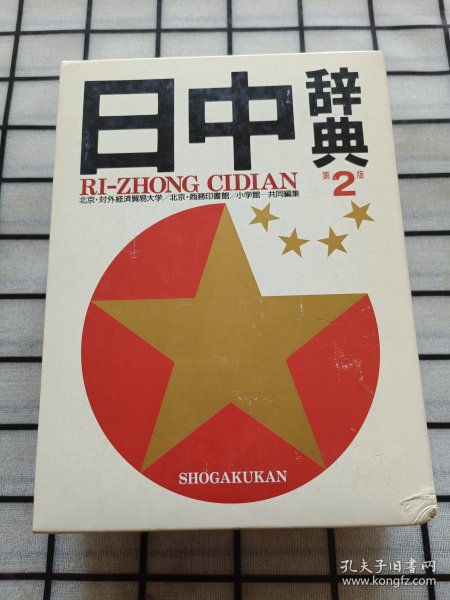 日中辞典
RI-ZHONG CIDIAN
第2版
北京・対外経済貿易大学／北京・商務印書館／小学館—共同編集
SHOGAKUKAN
孔夫子旧书网
www.kongfz.com